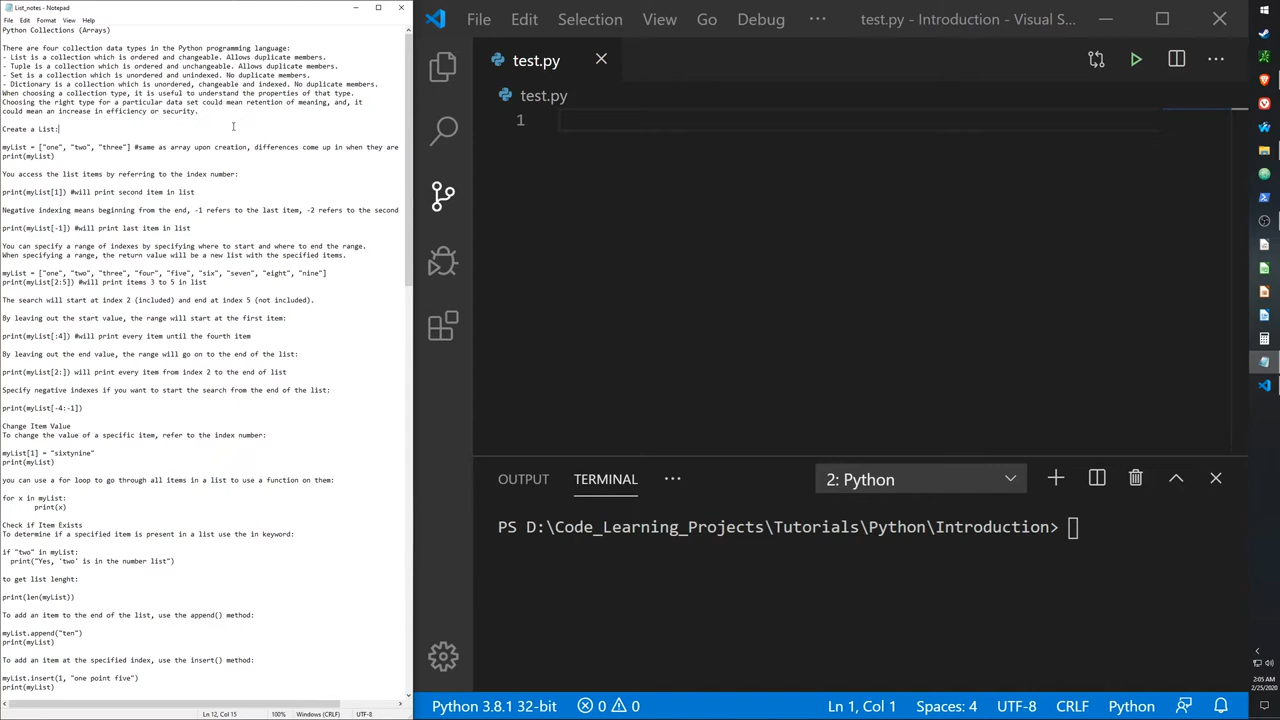 List_notes - Notepad
File Edit Format View Help
Python Collections (Arrays)
There are four collection data types in the Python programming language:
- List is a collection which is ordered and changeable. Allows duplicate members.
- Tuple is a collection which is ordered and unchangeable. Allows duplicate members.
- Set is a collection which is unordered and unindexed. No duplicate members.
- Dictionary is a collection which is unordered, changeable and indexed. No duplicate members.
When choosing a collection type, it is useful to understand the properties of that type.
Choosing the right type for a particular data set could mean retention of meaning, and, it
could mean an increase in efficiency or security.
Create a List:
myList = ["one", "two", "three"] #same as array upon creation, differences come up in when they are
print(myList)
You access the list items by referring to the index number:
print(myList[1]) #will print second item in list
Negative indexing means beginning from the end, -1 refers to the last item, -2 refers to the second
print(myList[-1]) #will print last item in list
You can specify a range of indexes by specifying where to start and where to end the range.
When specifying a range, the return value will be a new list with the specified items.
myList = ["one", "two", "three", "four", "five", "six", "seven", "eight", "nine"]
print(myList[2:5]) #will print items 3 to 5 in list
The search will start at index 2 (included) and end at index 5 (not included).
By leaving out the start value, the range will start at the first item:
print(myList[:4]) #will print every item until the fourth item
By leaving out the end value, the range will go on to the end of the list:
print(myList[2:]) will print every item from index 2 to the end of list
Specify negative indexes if you want to start the search from the end of the list:
print(myList[-4:-1])
Change Item Value
To change the value of a specific item, refer to the index number:
myList[1] = "sixtynine"
print(myList)
you can use a for loop to go through all items in a list to use a function on them:
for x in myList:
print(x)
Check if Item Exists
To determine if a specified item is present in a list use the in keyword:
if "two" in myList:
print("Yes, 'two' is in the number list")
to get list lenght:
print(len(myList))
To add an item to the end of the list, use the append() method:
myList.append("ten")
print(myList)
To add an item at the specified index, use the insert() method:
myList.insert(1, "one point five")
print(myList)
Ln 12, Col 15 100% Windows (CRLF) UTF-8
File Edit Selection View Go Debug ··· test.py - Introduction - Visual S...
test.py
test.py
1
OUTPUT TERMINAL ··· 2: Python
PS D:\Code_Learning_Projects\Tutorials\Python\Introduction>
Python 3.8.1 32-bit 0 0 Ln 1, Col 1 Spaces: 4 UTF-8 CRLF Python
2:05 AM
2/25/2020